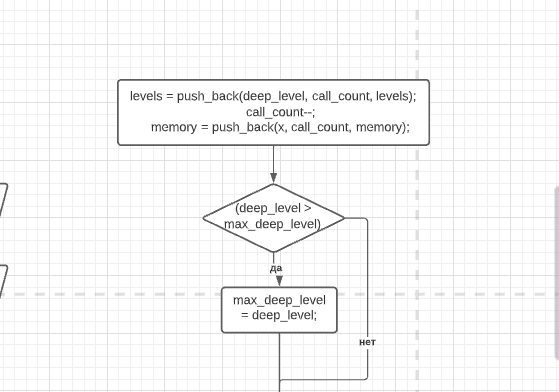 levels = push_back(deep_level, call_count, levels);
call_count--;
memory = push_back(x, call_count, memory);
(deep_level >
max_deep_level)
да
max_deep_level
= deep_level;
нет